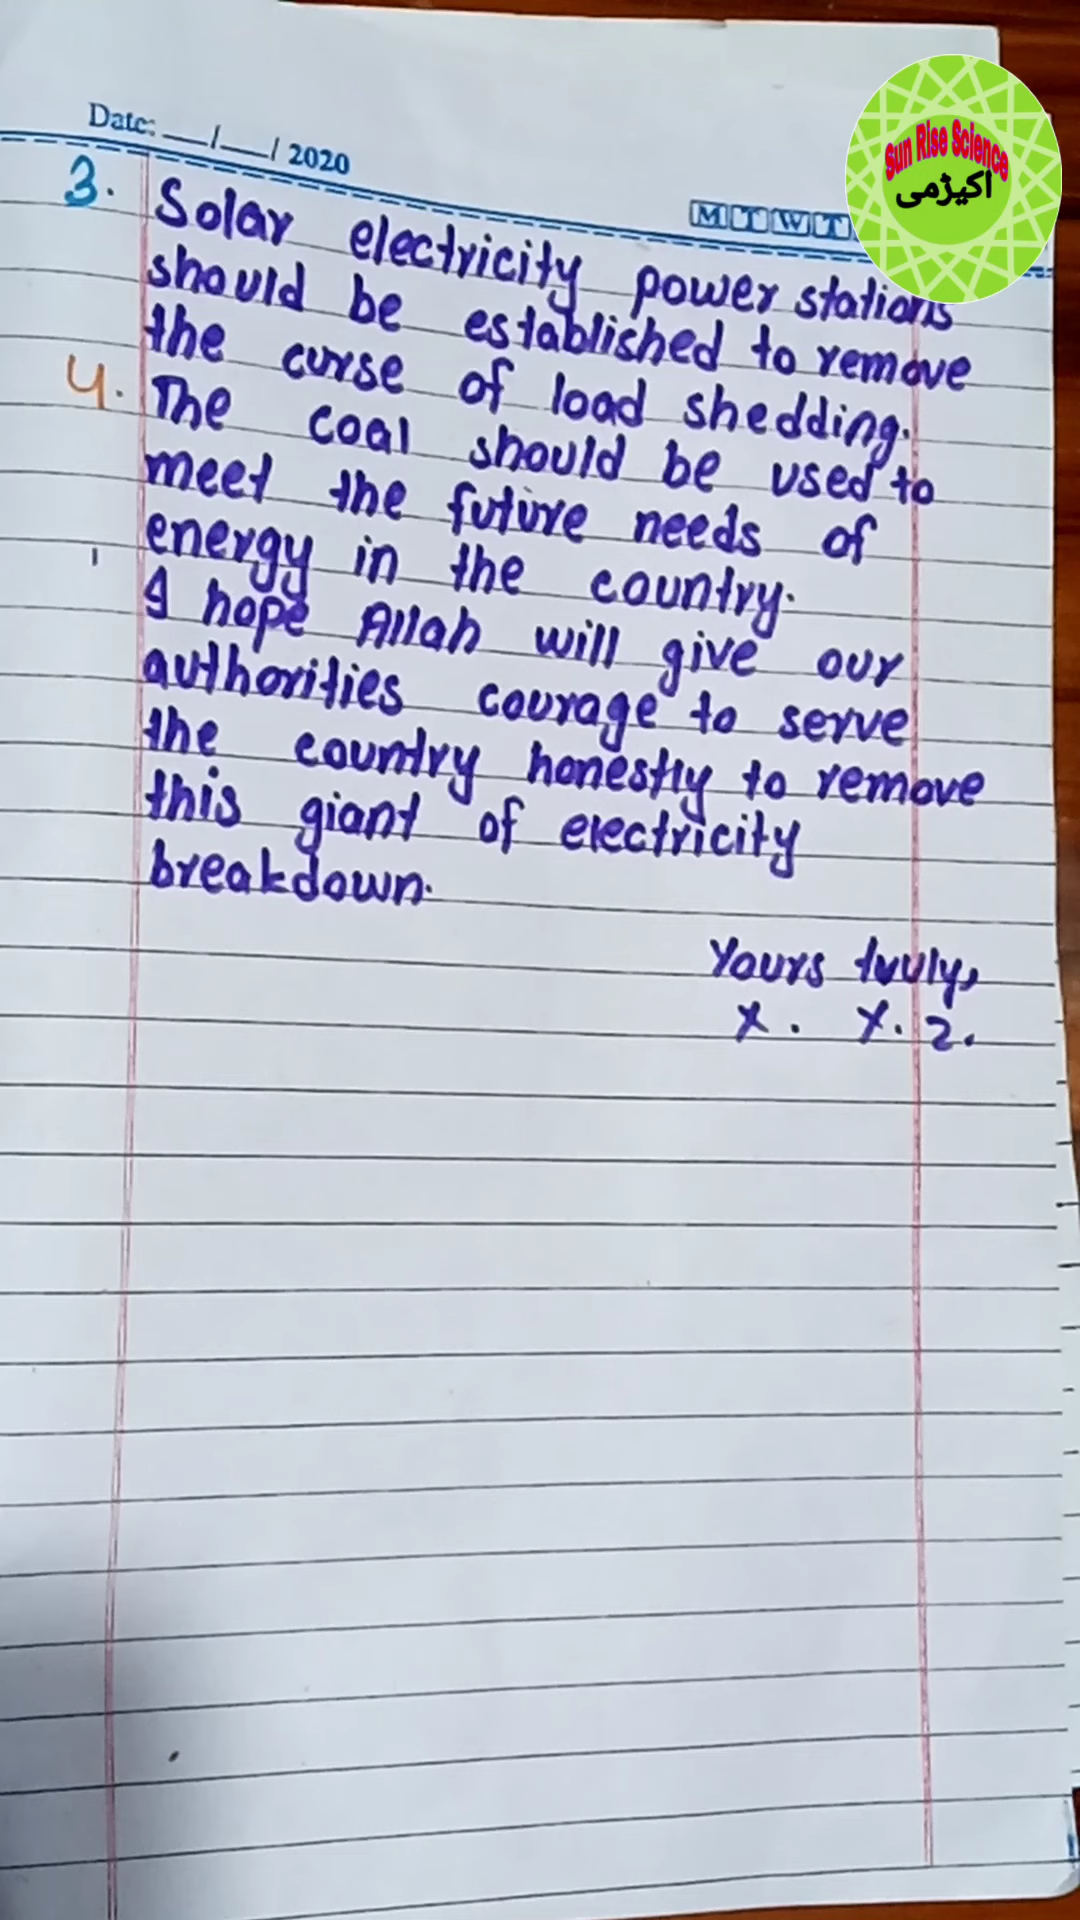 Date: __/__/ 2020
M T W T
Sun Rise Science
اکیڑمی
3. Solar electricity power stations
should be established to remove
the curse of load shedding.
4. The coal should be used to
meet the future needs of
energy in the country.
I hope Allah will give our
authorities courage to serve
the country honestly to remove
this giant of electricity
breakdown.
Yours truly,
X. Y. Z.